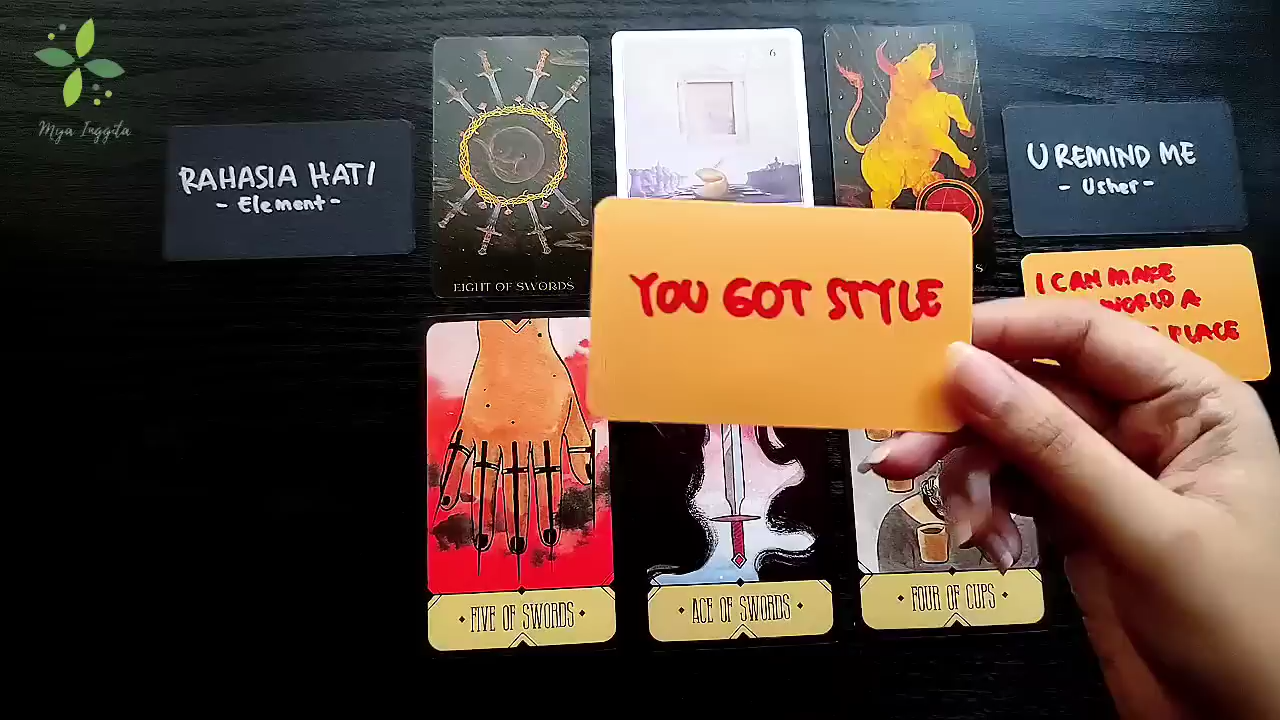 Mya Inggita
RAHASIA HATI
- Element -
EIGHT OF SWORDS
6
U REMIND ME
- Usher -
YOU GOT STYLE
I CAN MAKE
WORLD A
PLACE
FIVE OF SWORDS
ACE OF SWORDS
FOUR OF CUPS